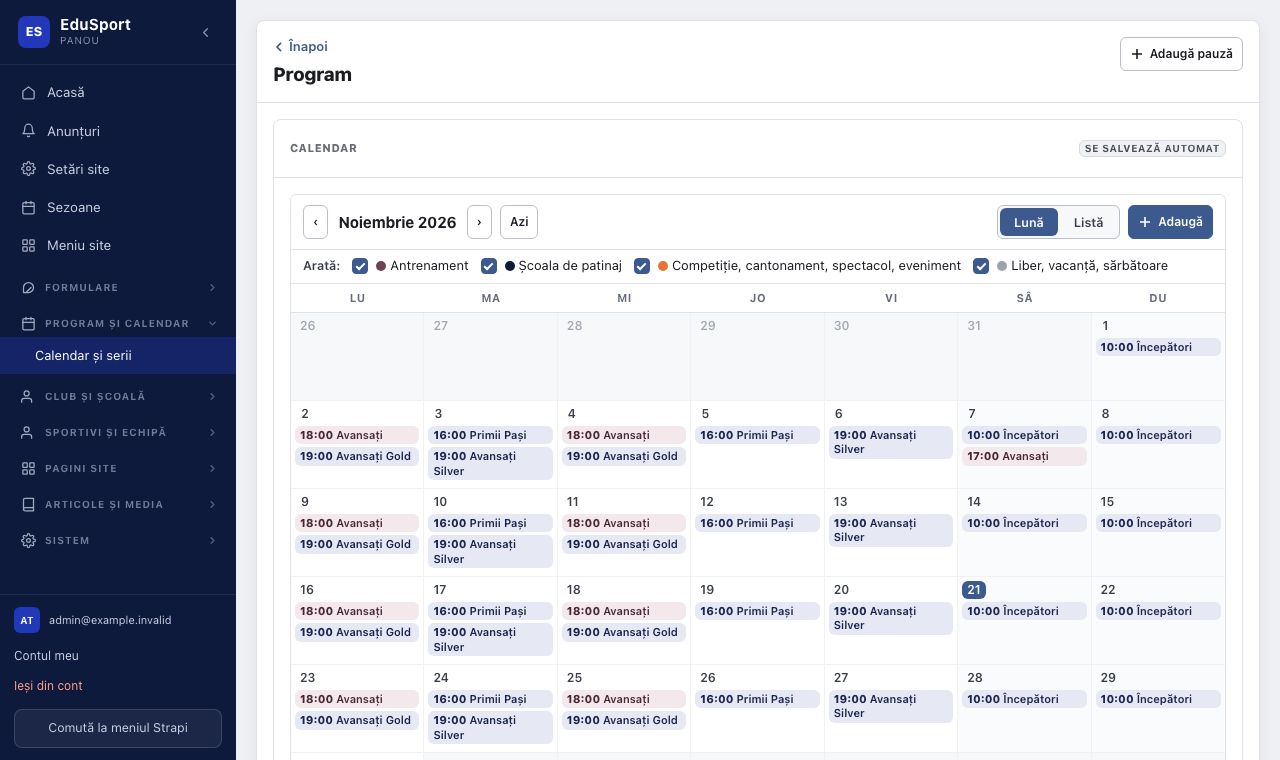 ES
EduSport
PANOU
Acasă
Anunțuri
Setări site
Sezoane
Meniu site
FORMULARE
PROGRAM ȘI CALENDAR
Calendar și serii
CLUB ȘI ȘCOALĂ
SPORTIVI ȘI ECHIPĂ
PAGINI SITE
ARTICOLE ȘI MEDIA
SISTEM
AT admin@example.invalid
Contul meu
Ieși din cont
Comută la meniul Strapi
Înapoi
Program
Adaugă pauză
CALENDAR
SE SALVEAZĂ AUTOMAT
Noiembrie 2026
Azi
Lună
Listă
Adaugă
Arată: Antrenament Școala de patinaj Competiție, cantonament, spectacol, eveniment Liber, vacanță, sărbătoare
LU MA MI JO VI SÂ DU
26 27 28 29 30 31 1
10:00 Începători
2 3 4 5 6 7 8
18:00 Avansați 16:00 Primii Pași 18:00 Avansați 16:00 Primii Pași 19:00 Avansați 10:00 Începători 10:00 Începători
Silver
19:00 Avansați Gold 19:00 Avansați 19:00 Avansați Gold 17:00 Avansați
Silver
9 10 11 12 13 14 15
18:00 Avansați 16:00 Primii Pași 18:00 Avansați 16:00 Primii Pași 19:00 Avansați 10:00 Începători 10:00 Începători
Silver
19:00 Avansați Gold 19:00 Avansați 19:00 Avansați Gold
Silver
16 17 18 19 20 21 22
18:00 Avansați 16:00 Primii Pași 18:00 Avansați 16:00 Primii Pași 19:00 Avansați 10:00 Începători 10:00 Începători
Silver
19:00 Avansați Gold 19:00 Avansați 19:00 Avansați Gold
Silver
23 24 25 26 27 28 29
18:00 Avansați 16:00 Primii Pași 18:00 Avansați 16:00 Primii Pași 19:00 Avansați 10:00 Începători 10:00 Începători
Silver
19:00 Avansați Gold 19:00 Avansați 19:00 Avansați Gold
Silver